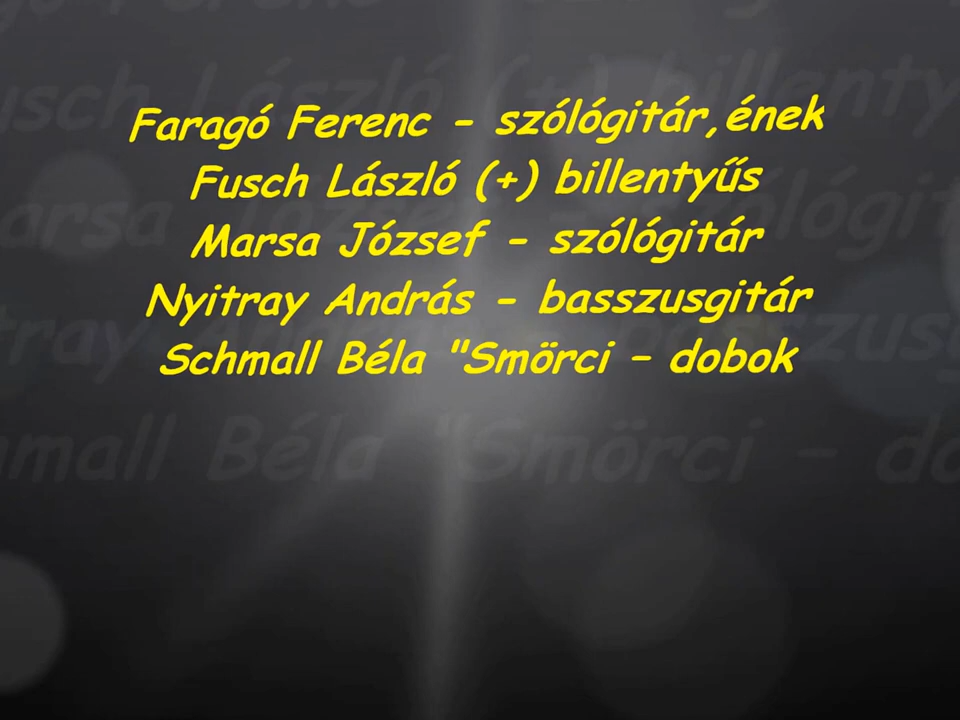 Faragó Ferenc - szólógitár,ének
Fusch László (+) billentyűs
Marsa József - szólógitár
Nyitray András - basszusgitár
Schmall Béla "Smörci - dobok